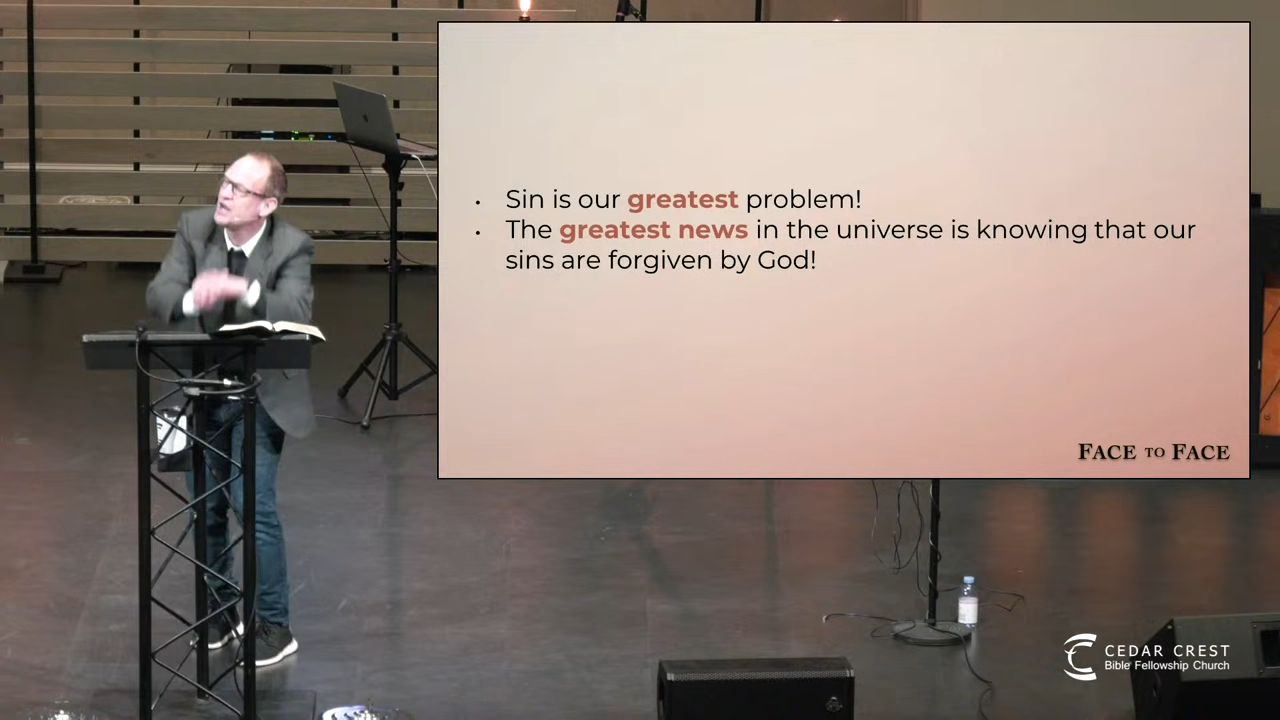 • Sin is our greatest problem!
• The greatest news in the universe is knowing that our
sins are forgiven by God!
FACE TO FACE
CEDAR CREST
Bible Fellowship Church